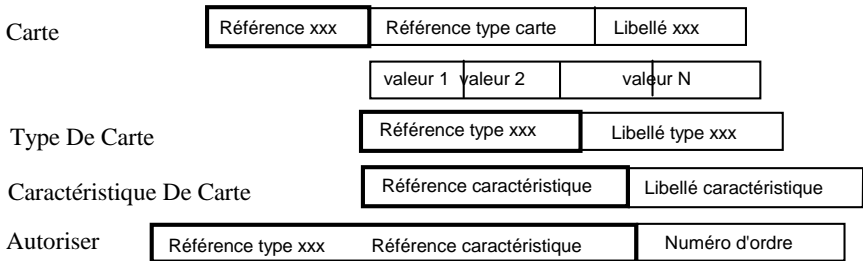 Carte Référence xxx Référence type carte Libellé xxx
valeur 1 valeur 2 valeur N
Type De Carte Référence type xxx Libellé type xxx
Caractéristique De Carte Référence caractéristique Libellé caractéristique
Autoriser Référence type xxx Référence caractéristique Numéro d'ordre